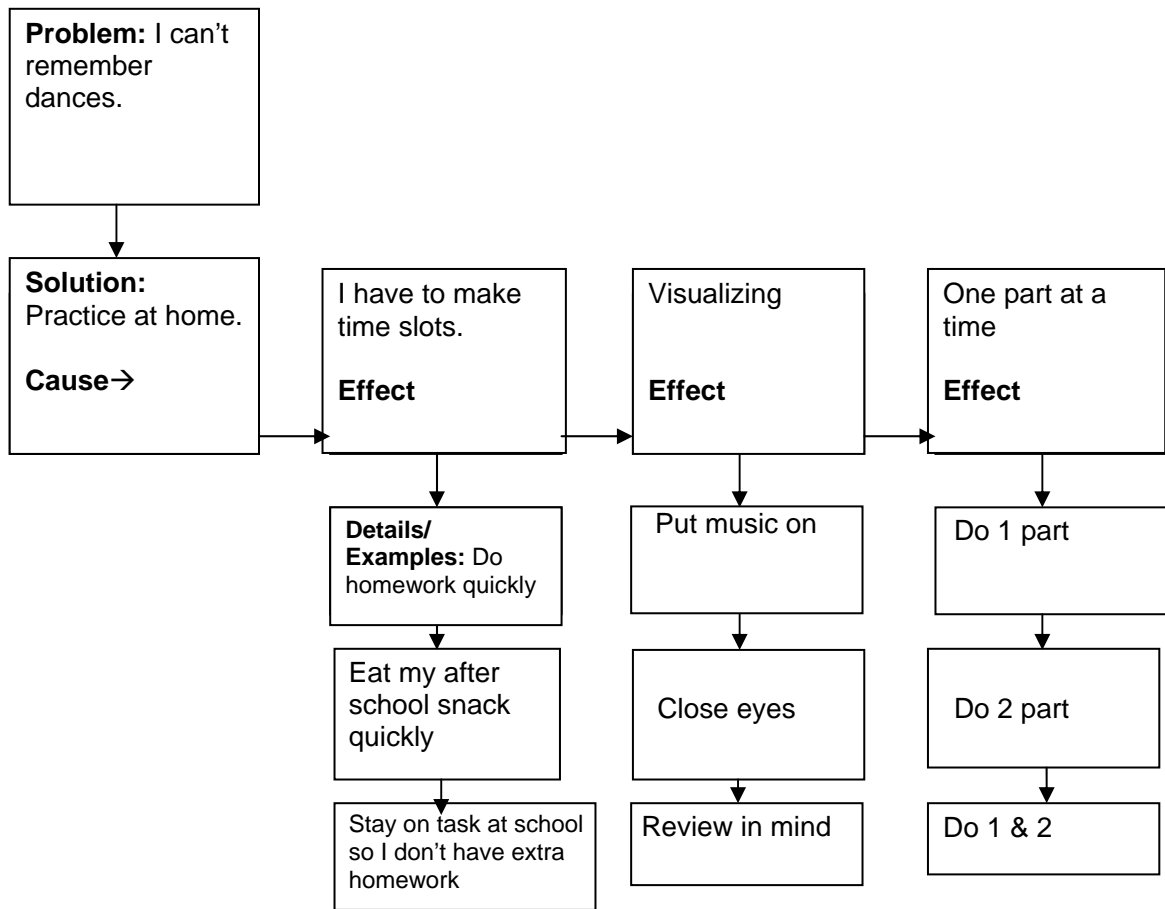 Problem: I can't
remember
dances.
Solution:
Practice at home.
Cause→
I have to make
time slots.
Effect
Visualizing
Effect
One part at a
time
Effect
Details/
Examples: Do
homework quickly
Put music on
Do 1 part
Eat my after
school snack
quickly
Close eyes
Do 2 part
Stay on task at school
so I don't have extra
homework
Review in mind
Do 1 & 2